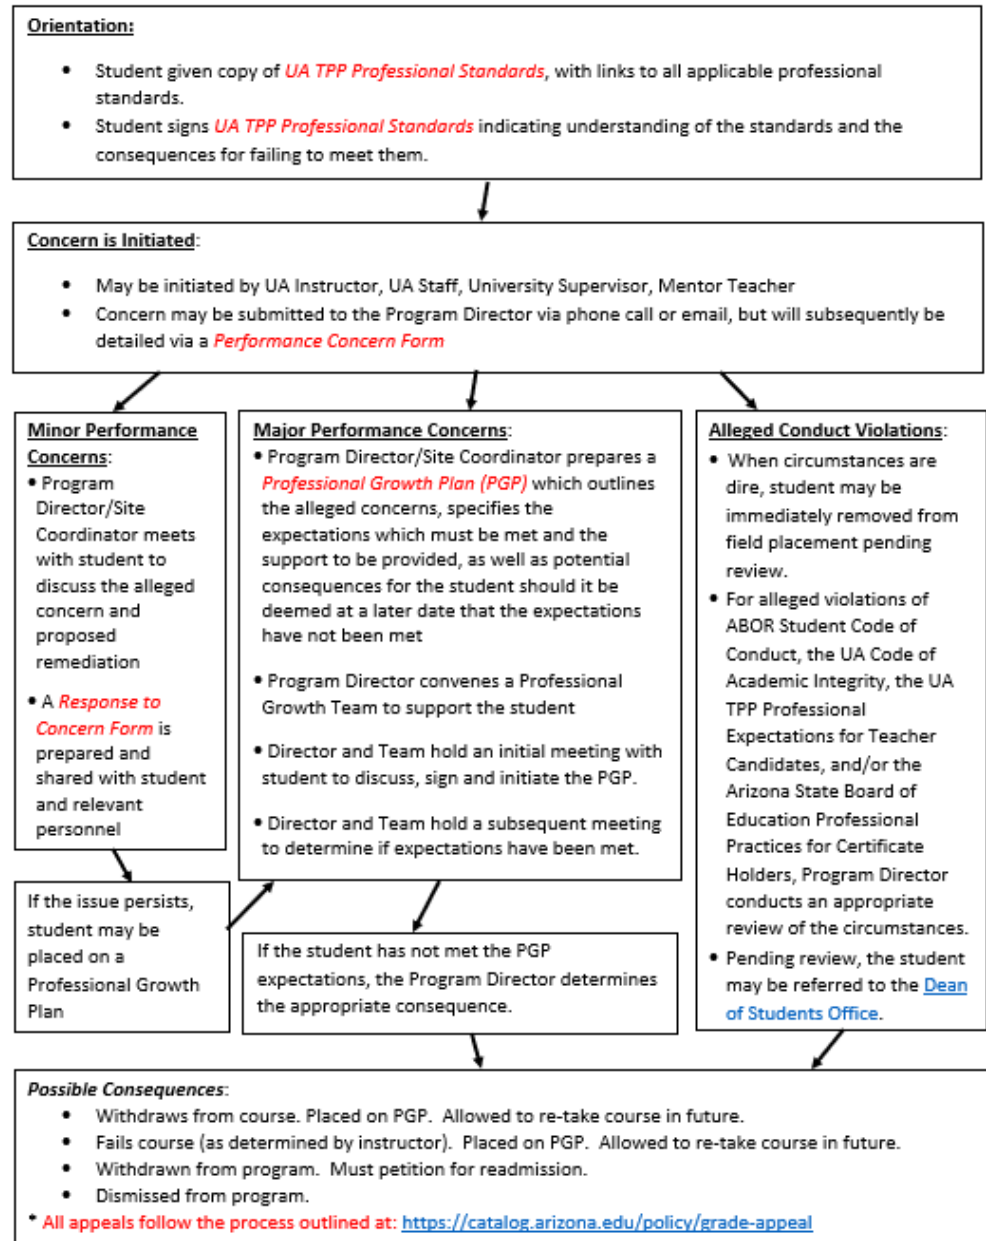 Orientation:
• Student given copy of UA TPP Professional Standards, with links to all applicable professional
standards.
• Student signs UA TPP Professional Standards indicating understanding of the standards and the
consequences for failing to meet them.
Concern is Initiated:
• May be initiated by UA Instructor, UA Staff, University Supervisor, Mentor Teacher
• Concern may be submitted to the Program Director via phone call or email, but will subsequently be
detailed via a Performance Concern Form
Minor Performance
Concerns:
• Program
Director/Site
Coordinator meets
with student to
discuss the alleged
concern and
proposed
remediation
• A Response to
Concern Form is
prepared and
shared with student
and relevant
personnel
If the issue persists,
student may be
placed on a
Professional Growth
Plan
Major Performance Concerns:
• Program Director/Site Coordinator prepares a
Professional Growth Plan (PGP) which outlines
the alleged concerns, specifies the
expectations which must be met and the
support to be provided, as well as potential
consequences for the student should it be
deemed at a later date that the expectations
have not been met
• Program Director convenes a Professional
Growth Team to support the student
• Director and Team hold an initial meeting with
student to discuss, sign and initiate the PGP.
• Director and Team hold a subsequent meeting
to determine if expectations have been met.
If the student has not met the PGP
expectations, the Program Director determines
the appropriate consequence.
Alleged Conduct Violations:
• When circumstances are
dire, student may be
immediately removed from
field placement pending
review.
• For alleged violations of
ABOR Student Code of
Conduct, the UA Code of
Academic Integrity, the UA
TPP Professional
Expectations for Teacher
Candidates, and/or the
Arizona State Board of
Education Professional
Practices for Certificate
Holders, Program Director
conducts an appropriate
review of the circumstances.
• Pending review, the student
may be referred to the Dean
of Students Office.
Possible Consequences:
• Withdraws from course. Placed on PGP. Allowed to re-take course in future.
• Fails course (as determined by instructor). Placed on PGP. Allowed to re-take course in future.
• Withdrawn from program. Must petition for readmission.
• Dismissed from program.
* All appeals follow the process outlined at: https://catalog.arizona.edu/policy/grade-appeal